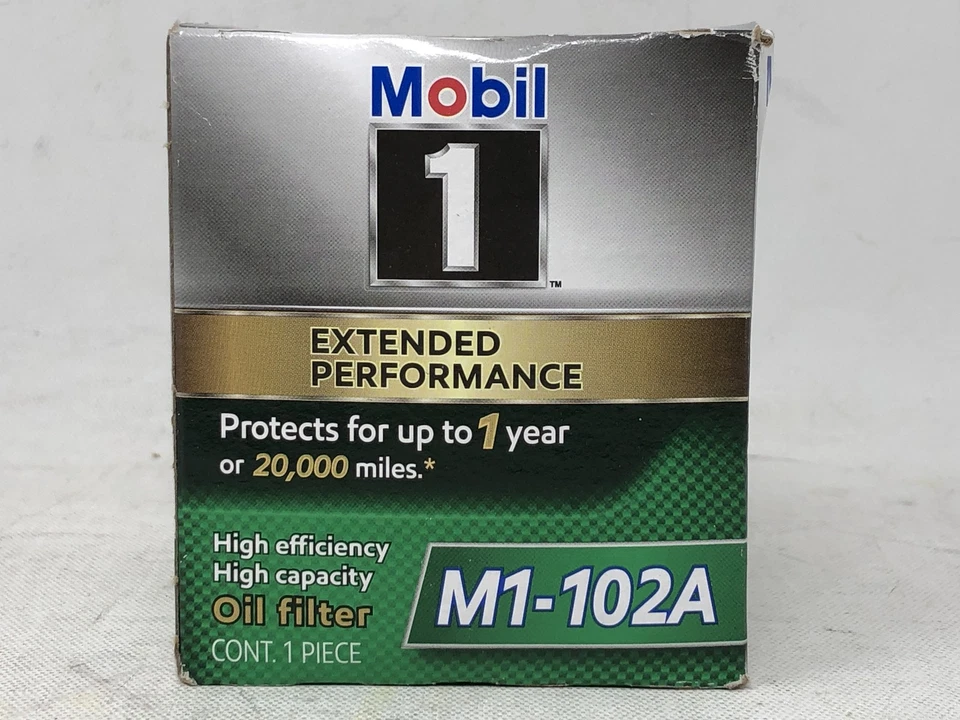 Mobil
1
TM
EXTENDED
PERFORMANCE
Protects for up to 1 year
or 20,000 miles.*
High efficiency
High capacity
Oil filter
CONT. 1 PIECE
M1-102A